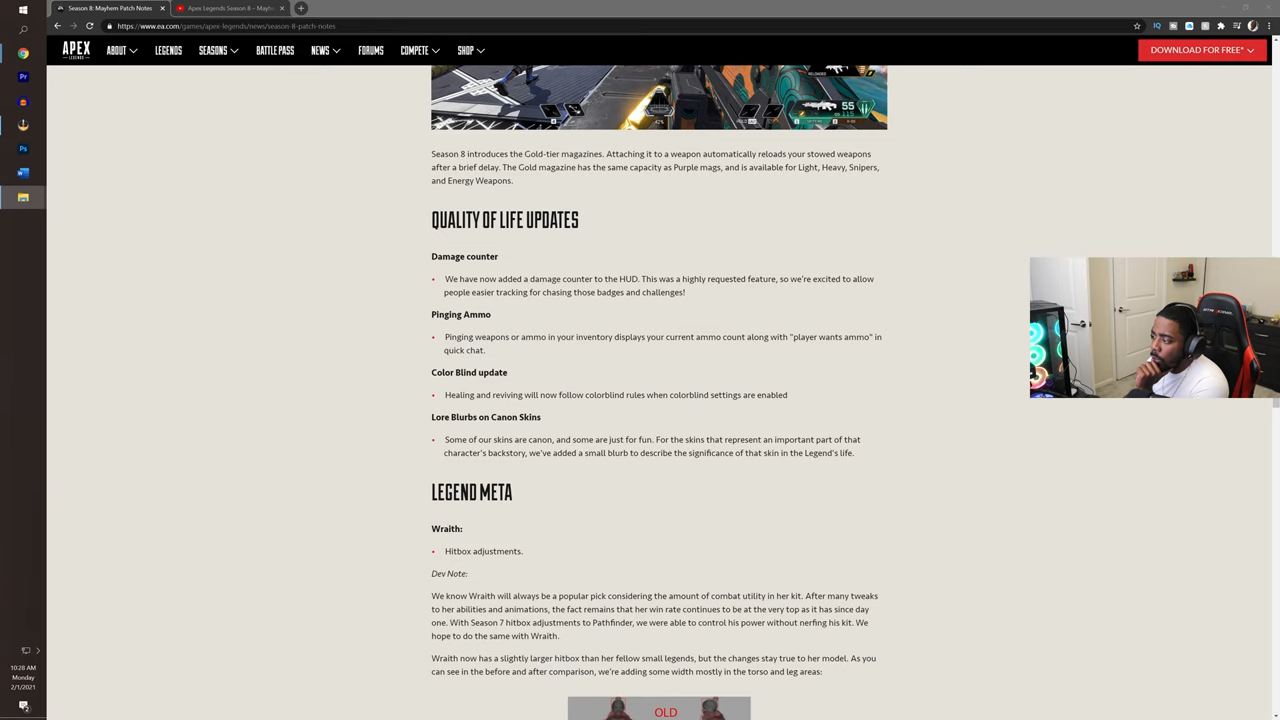 Season 8: Mayhem Patch Notes
Apex Legends Season 8 – Mayh
https://www.ea.com/games/apex-legends/news/season-8-patch-notes
APEX
LEGENDS
ABOUT LEGENDS SEASONS BATTLE PASS NEWS FORUMS COMPETE SHOP
DOWNLOAD FOR FREE*
RELOADED
55
115
42%
Season 8 introduces the Gold-tier magazines. Attaching it to a weapon automatically reloads your stowed weapons
after a brief delay. The Gold magazine has the same capacity as Purple mags, and is available for Light, Heavy, Snipers,
and Energy Weapons.
QUALITY OF LIFE UPDATES
Damage counter
• We have now added a damage counter to the HUD. This was a highly requested feature, so we're excited to allow
people easier tracking for chasing those badges and challenges!
Pinging Ammo
• Pinging weapons or ammo in your inventory displays your current ammo count along with "player wants ammo" in
quick chat.
Color Blind update
• Healing and reviving will now follow colorblind rules when colorblind settings are enabled
Lore Blurbs on Canon Skins
• Some of our skins are canon, and some are just for fun. For the skins that represent an important part of that
character's backstory, we've added a small blurb to describe the significance of that skin in the Legend's life.
LEGEND META
Wraith:
• Hitbox adjustments.
Dev Note:
We know Wraith will always be a popular pick considering the amount of combat utility in her kit. After many tweaks
to her abilities and animations, the fact remains that her win rate continues to be at the very top as it has since day
one. With Season 7 hitbox adjustments to Pathfinder, we were able to control his power without nerfing his kit. We
hope to do the same with Wraith.
Wraith now has a slightly larger hitbox than her fellow small legends, but the changes stay true to her model. As you
can see in the before and after comparison, we're adding some width mostly in the torso and leg areas:
OLD
Pr
Ps
W
10:28 AM
Monday
2/1/2021